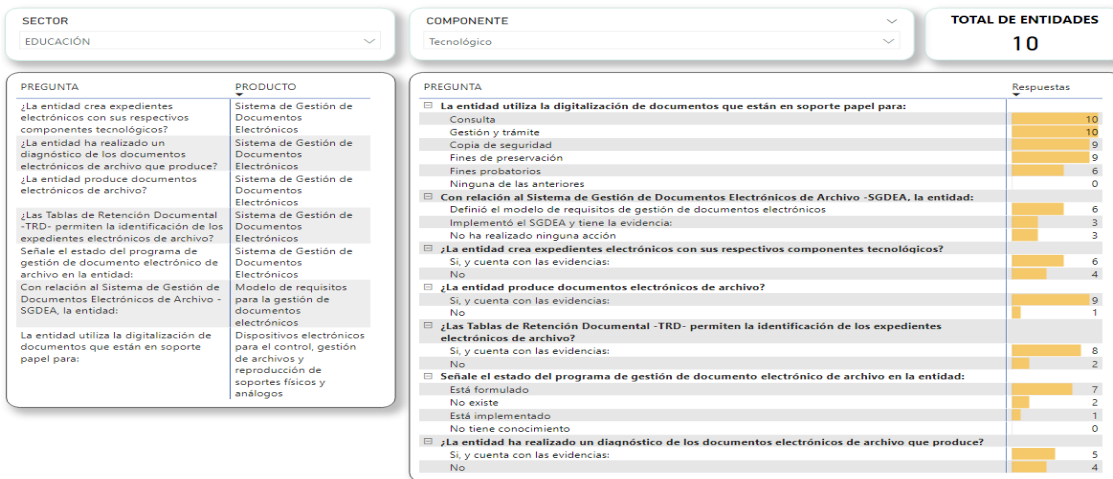 SECTOR
EDUCACIÓN
COMPONENTE
Tecnológico
TOTAL DE ENTIDADES
10
PREGUNTA PRODUCTO
¿La entidad crea expedientes
electrónicos con sus respectivos
componentes tecnológicos?
Sistema de Gestión de
Documentos
Electrónicos
¿La entidad ha realizado un
diagnóstico de los documentos
electrónicos de archivo que produce?
Sistema de Gestión de
Documentos
Electrónicos
¿La entidad produce documentos
electrónicos de archivo?
Sistema de Gestión de
Documentos
Electrónicos
¿Las Tablas de Retención Documental
-TRD- permiten la identificación de los
expedientes electrónicos de archivo?
Sistema de Gestión de
Documentos
Electrónicos
Señale el estado del programa de
gestión de documento electrónico de
archivo en la entidad:
Sistema de Gestión de
Documentos
Electrónicos
Con relación al Sistema de Gestión de
Documentos Electrónicos de Archivo -
SGDEA, la entidad:
Modelo de requisitos
para la gestión de
documentos
electrónicos
La entidad utiliza la digitalización de
documentos que están en soporte
papel para:
Dispositivos electrónicos
para el control, gestión
de archivos y
reproducción de
soportes físicos y
análogos
PREGUNTA Respuestas
La entidad utiliza la digitalización de documentos que están en soporte papel para:
Consulta 10
Gestión y trámite 10
Copia de seguridad 9
Fines de preservación 9
Fines probatorios 6
Ninguna de las anteriores 0
Con relación al Sistema de Gestión de Documentos Electrónicos de Archivo -SGDEA, la entidad:
Definió el modelo de requisitos de gestión de documentos electrónicos 6
Implementó el SGDEA y tiene la evidencia: 3
No ha realizado ninguna acción 3
¿La entidad crea expedientes electrónicos con sus respectivos componentes tecnológicos?
Si, y cuenta con las evidencias: 6
No 4
¿La entidad produce documentos electrónicos de archivo?
Si, y cuenta con las evidencias: 9
No 1
¿Las Tablas de Retención Documental -TRD- permiten la identificación de los expedientes
electrónicos de archivo?
Si, y cuenta con las evidencias: 8
No 2
Señale el estado del programa de gestión de documento electrónico de archivo en la entidad:
Está formulado 7
No existe 2
Está implementado 1
No tiene conocimiento 0
¿La entidad ha realizado un diagnóstico de los documentos electrónicos de archivo que produce?
Si, y cuenta con las evidencias: 5
No 4